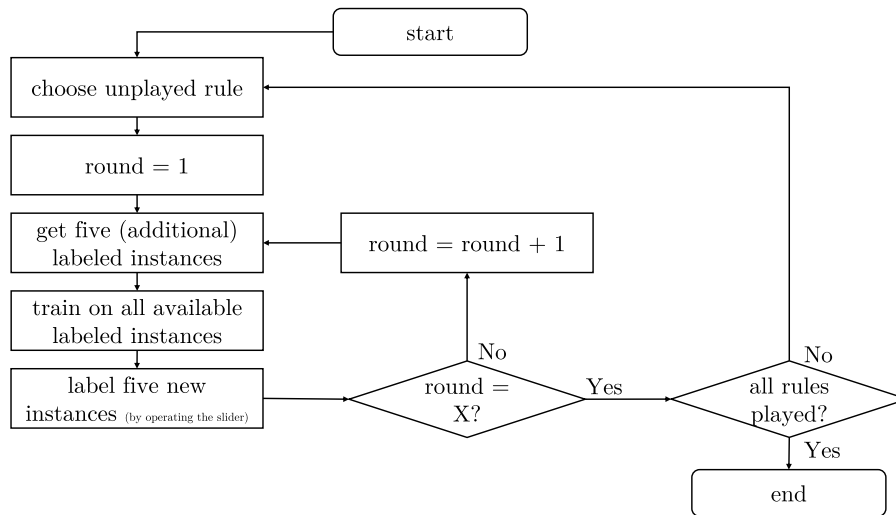 start
choose unplayed rule
round = 1
get five (additional)
labeled instances
round = round + 1
train on all available
labeled instances
label five new
instances (by operating the slider)
No
round =
X?
Yes
No
all rules
played?
Yes
end